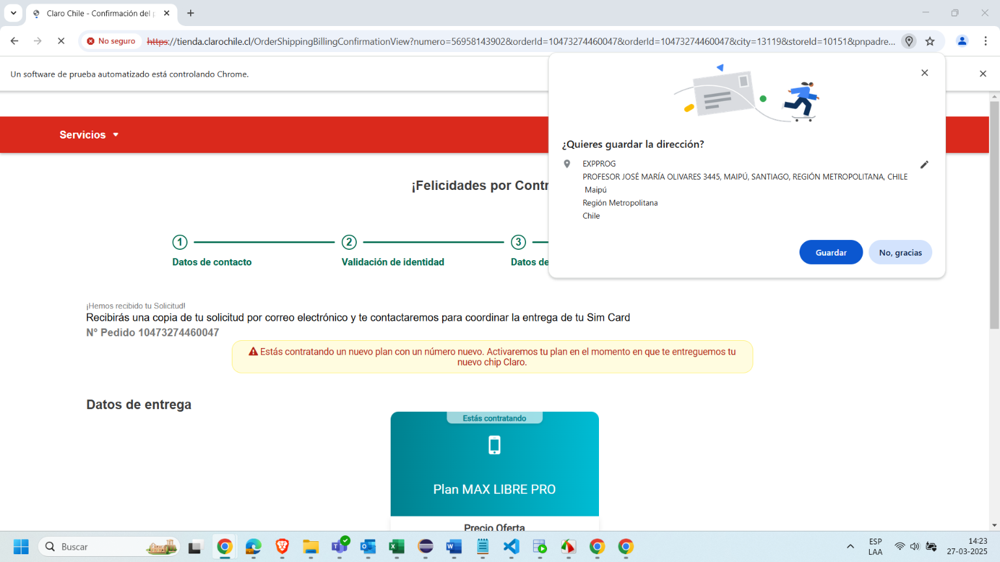 Claro Chile - Confirmación del p
No seguro
https://tienda.clarochile.cl/OrderShippingBillingConfirmationView?numero=56958143902&orderId=10473274460047&orderId=10473274460047&city=13119&storeId=10151&pnpadre...
Un software de prueba automatizado está controlando Chrome.
Servicios
¿Quieres guardar la dirección?
EXPPROG
PROFESOR JOSÉ MARÍA OLIVARES 3445, MAIPÚ, SANTIAGO, REGIÓN METROPOLITANA, CHILE
Maipú
Región Metropolitana
Chile
Guardar
No, gracias
¡Felicidades por Contr
1
2
3
Datos de contacto
Validación de identidad
Datos de
¡Hemos recibido tu Solicitud!
Recibirás una copia de tu solicitud por correo electrónico y te contactaremos para coordinar la entrega de tu Sim Card
N° Pedido 10473274460047
Estás contratando un nuevo plan con un número nuevo. Activaremos tu plan en el momento en que te entreguemos tu
nuevo chip Claro.
Datos de entrega
Estás contratando
Plan MAX LIBRE PRO
Precio Oferta
Buscar
ESP
LAA
14:23
27-03-2025